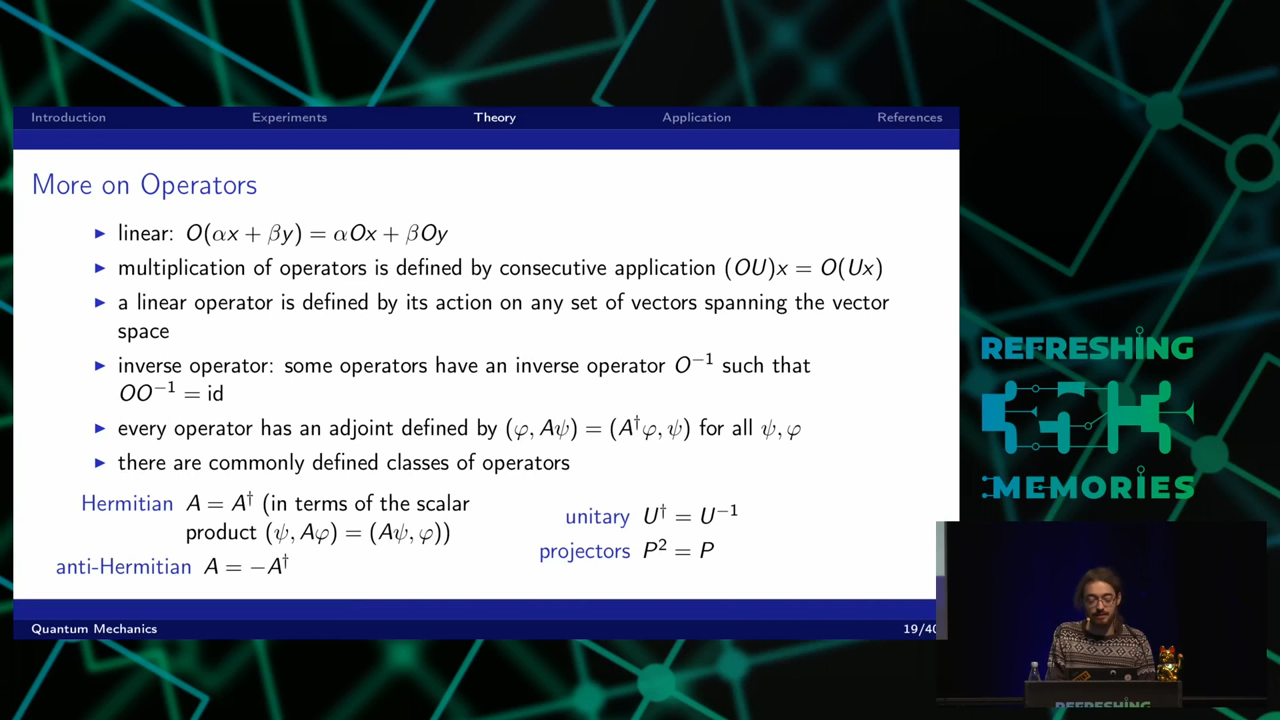 Introduction Experiments Theory Application References
More on Operators
▶ linear: O(αx + βy) = αOx + βOy
▶ multiplication of operators is defined by consecutive application (OU)x = O(Ux)
▶ a linear operator is defined by its action on any set of vectors spanning the vector
space
▶ inverse operator: some operators have an inverse operator O⁻¹ such that
OO⁻¹ = id
▶ every operator has an adjoint defined by (φ, Aψ) = (A†φ, ψ) for all ψ, φ
▶ there are commonly defined classes of operators
Hermitian A = A† (in terms of the scalar
product (ψ, Aφ) = (Aψ, φ))
anti-Hermitian A = −A†
unitary U† = U⁻¹
projectors P² = P
Quantum Mechanics 19/40
REFRESHING
MEMORIES
REFRESHING